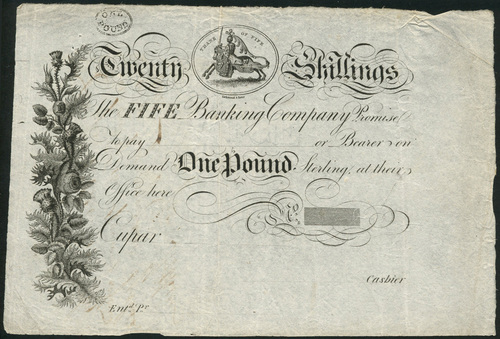 ONE
POUND
THANE OF FIFE
Twenty Shillings
The FIFE Banking Company Promise
to pay or Bearer on
Demand One Pound Sterling, at their
Office here
No
Cupar
Cashier
Entd. Pr.